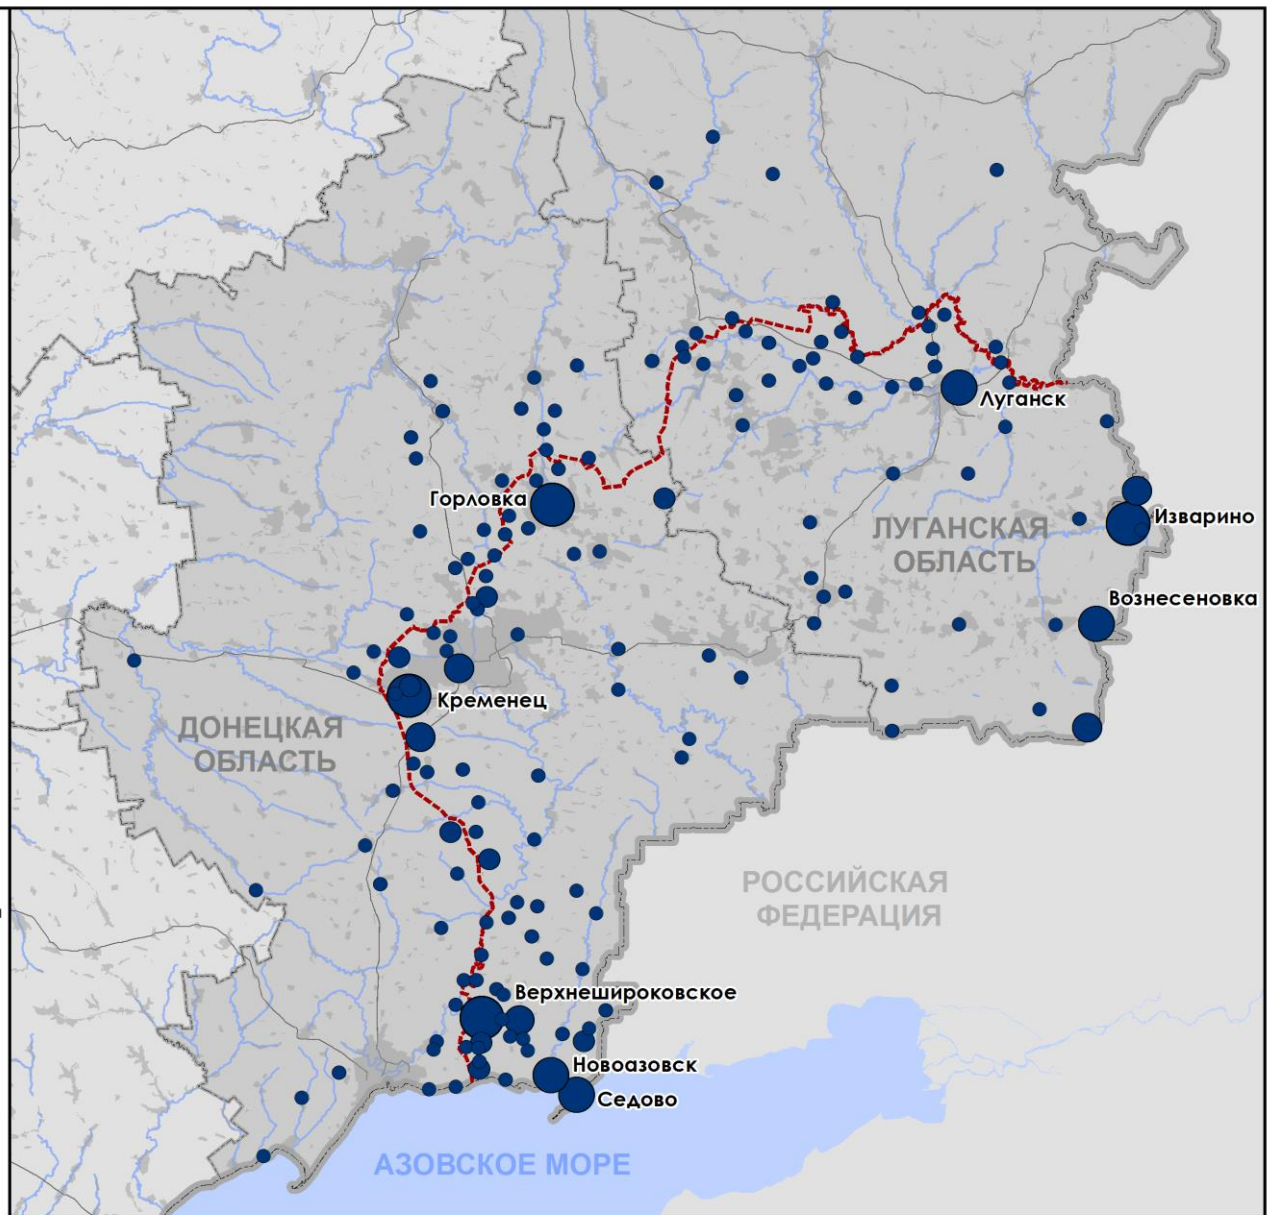 Луганск
Горловка
ЛУГАНСКАЯ
ОБЛАСТЬ
Изварино
Вознесеновка
Кременец
ДОНЕЦКАЯ
ОБЛАСТЬ
РОССИЙСКАЯ
ФЕДЕРАЦИЯ
Верхнешироковское
Новоазовск
Седово
АЗОВСКОЕ МОРЕ